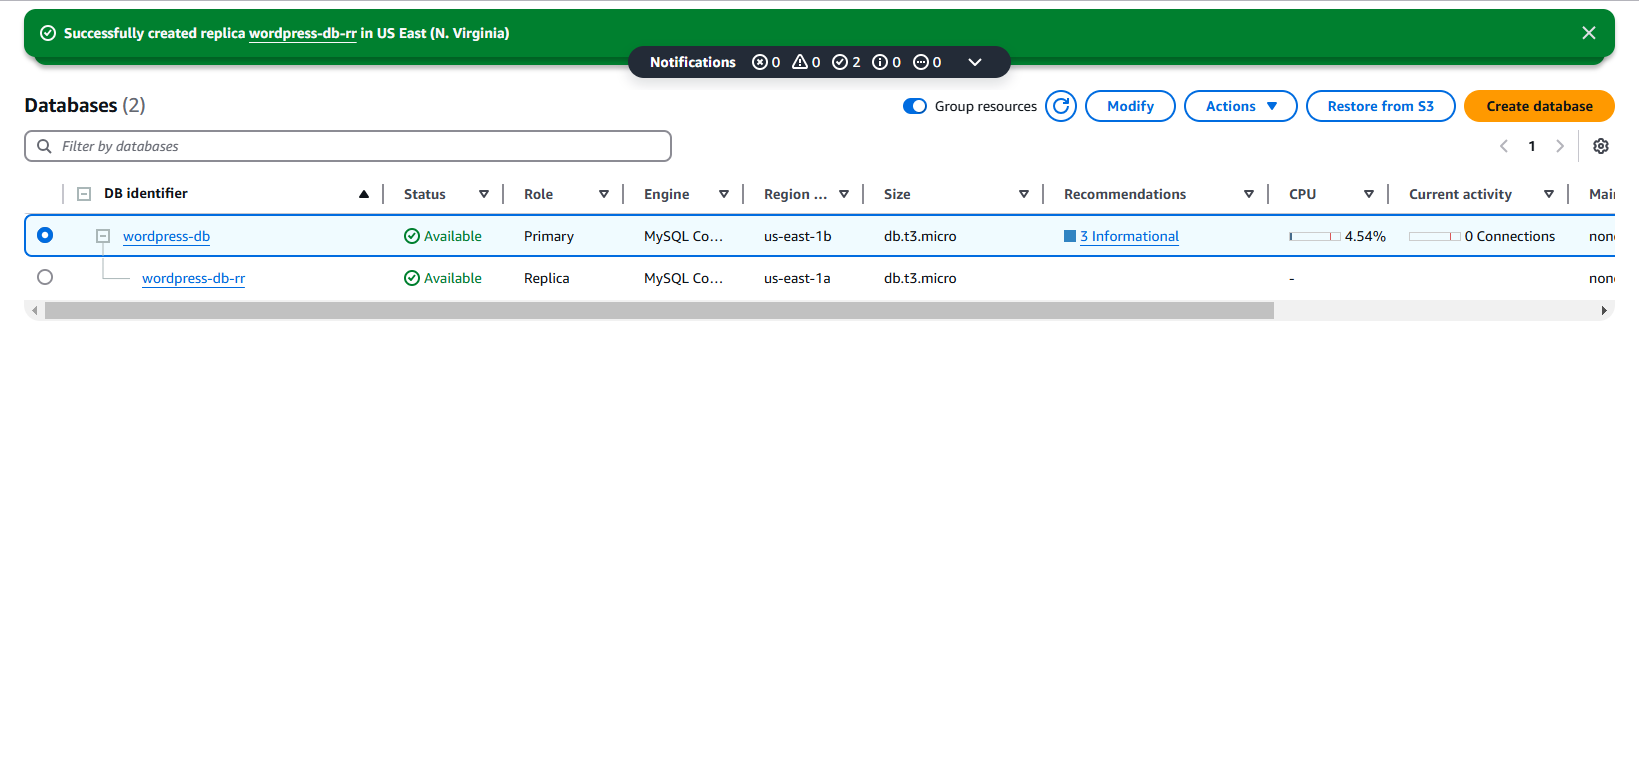 Successfully created replica wordpress-db-rr in US East (N. Virginia)
Notifications 0 0 2 0 0
Databases (2) Group resources Modify Actions Restore from S3 Create database
Filter by databases 1
DB identifier Status Role Engine Region ... Size Recommendations CPU Current activity
wordpress-db Available Primary MySQL Co... us-east-1b db.t3.micro 3 Informational 4.54% 0 Connections
wordpress-db-rr Available Replica MySQL Co... us-east-1a db.t3.micro -